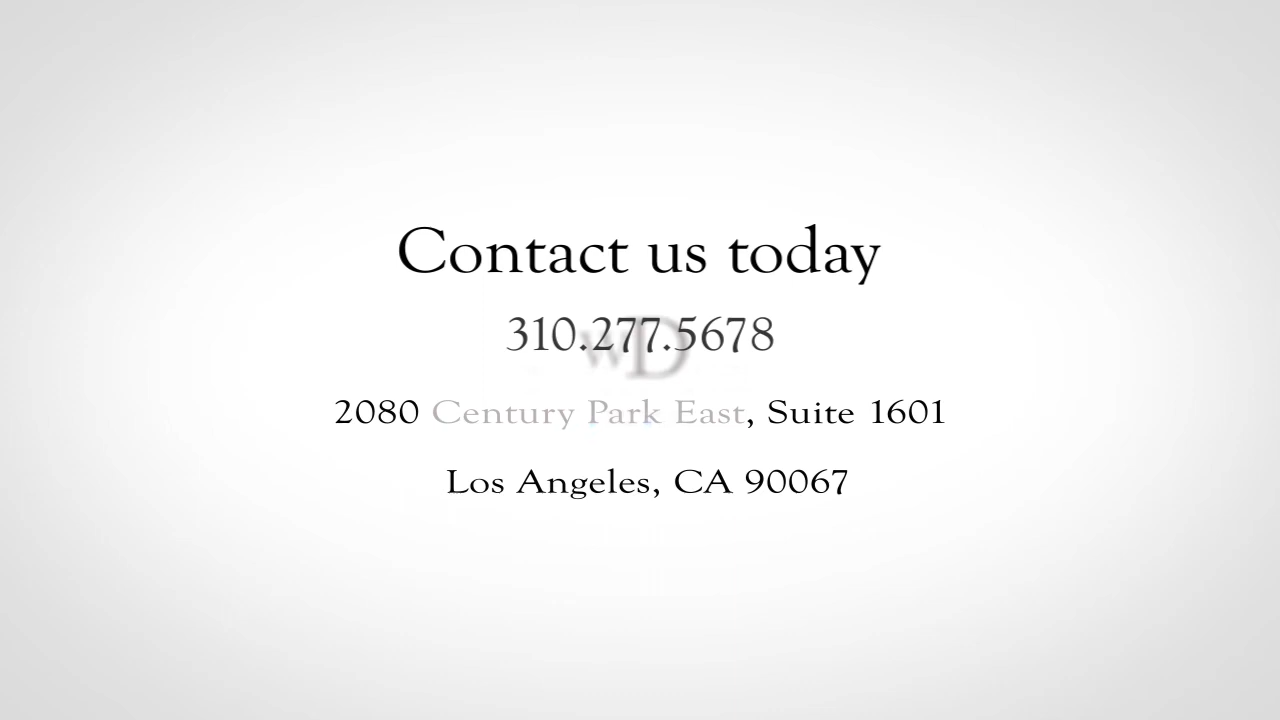 Contact us today
310.277.5678
2080 Century Park East, Suite 1601
Los Angeles, CA 90067